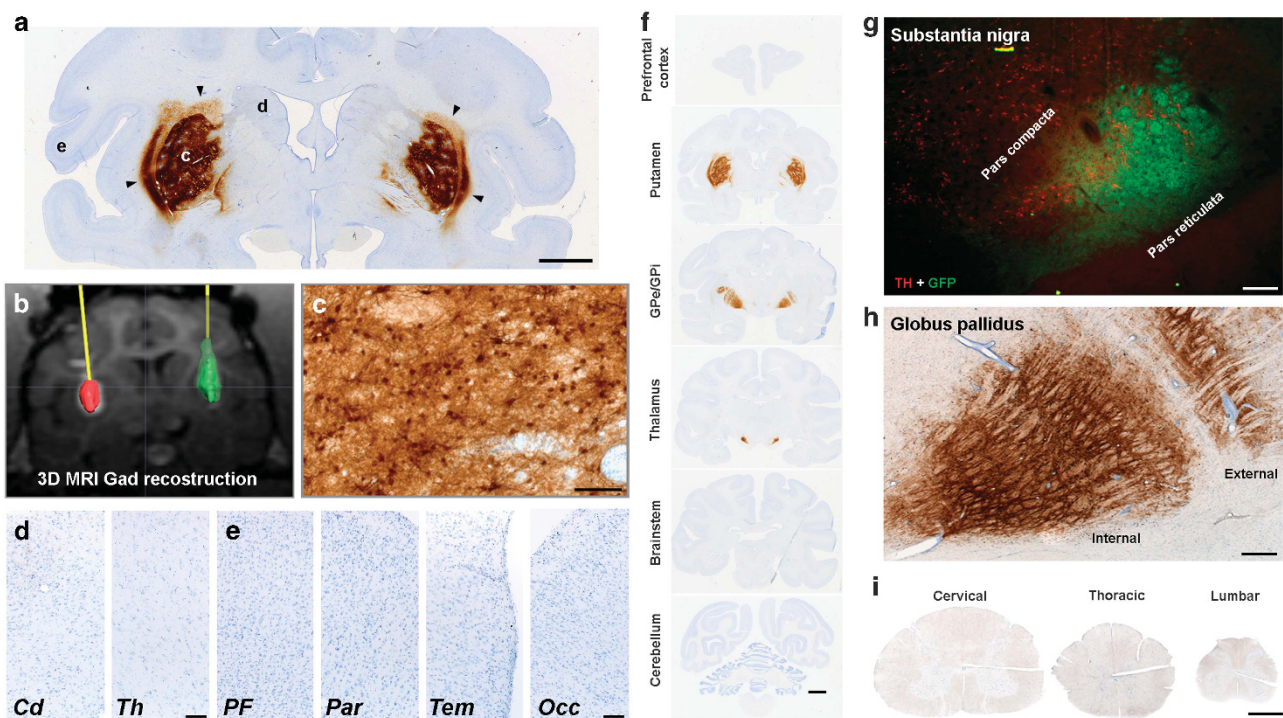 a
d
e
c
b
3D MRI Gad recostruction
c
d
Cd
Th
e
PF
Par
Tem
Occ
f
Prefrontal
cortex
Putamen
GPe/GPi
Thalamus
Brainstem
Cerebellum
g
Substantia nigra
Pars compacta
Pars reticulata
TH + GFP
h
Globus pallidus
External
Internal
i
Cervical
Thoracic
Lumbar